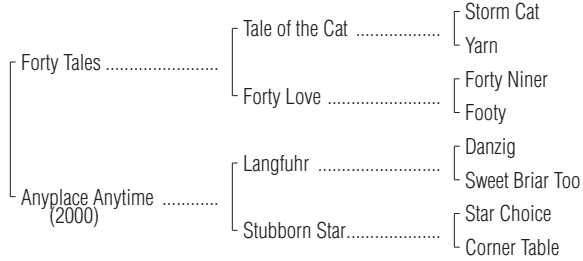 Storm Cat
Tale of the Cat ..................
Yarn
Forty Tales ........................
Forty Niner
Forty Love ........................
Footy
Danzig
Langfuhr ..........................
Sweet Briar Too
Anyplace Anytime ............
(2000)
Star Choice
Stubborn Star....................
Corner Table